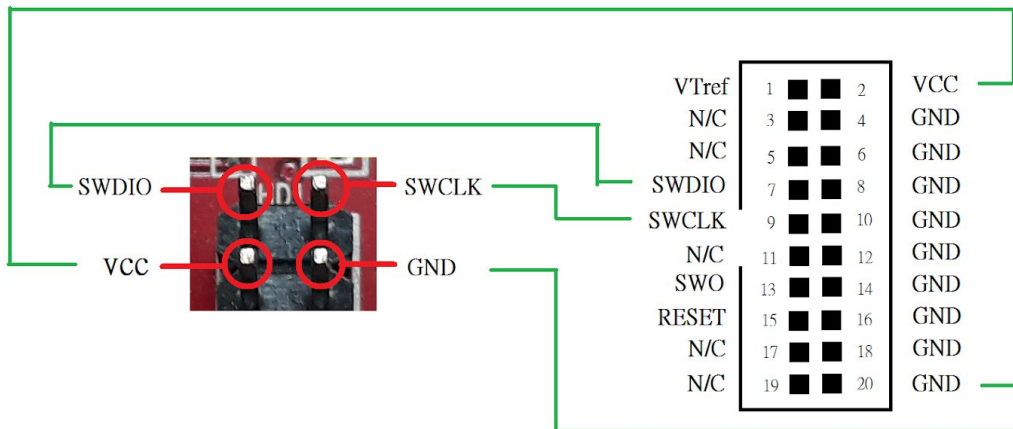 VTref 1 2 VCC
N/C 3 4 GND
N/C 5 6 GND
SWDIO SWCLK SWDIO 7 8 GND
SWCLK 9 10 GND
VCC GND N/C 11 12 GND
SWO 13 14 GND
RESET 15 16 GND
N/C 17 18 GND
N/C 19 20 GND